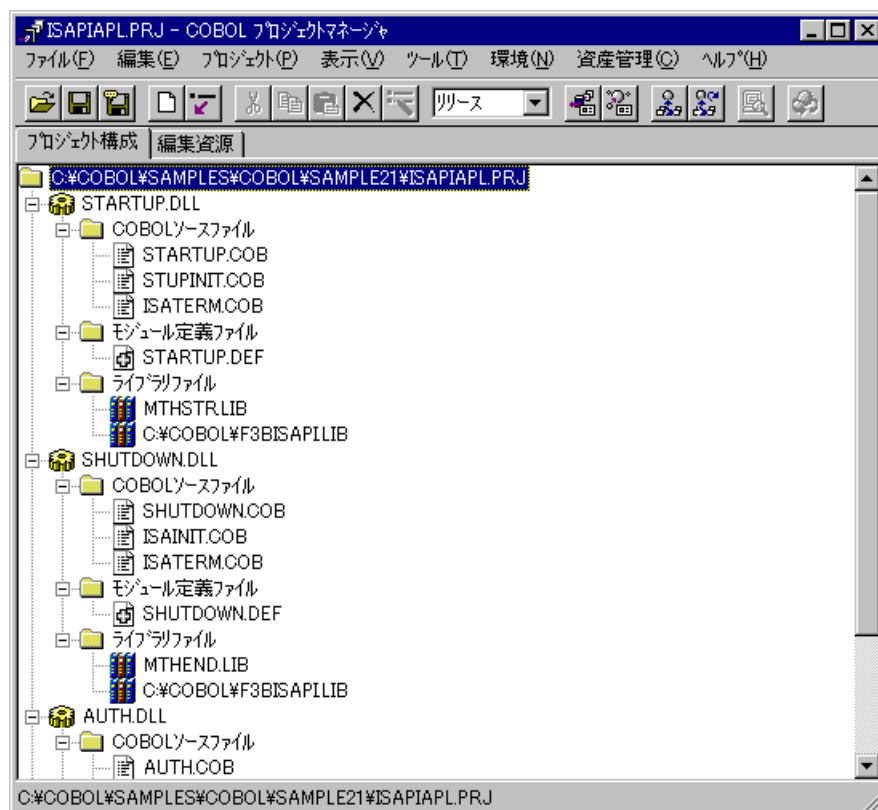 ISAPIAPL.PRJ - COBOL ﾌﾟﾛｼﾞｪｸﾄﾏﾈｰｼﾞｬ
ﾌｧｲﾙ(F) 編集(E) ﾌﾟﾛｼﾞｪｸﾄ(P) 表示(V) ﾂｰﾙ(T) 環境(N) 資産管理(C) ﾍﾙﾌﾟ(H)
ﾘﾘｰｽ
ﾌﾟﾛｼﾞｪｸﾄ構成 編集資源
C:¥COBOL¥SAMPLES¥COBOL¥SAMPLE21¥ISAPIAPL.PRJ
STARTUP.DLL
COBOLｿｰｽﾌｧｲﾙ
STARTUP.COB
STUPINIT.COB
ISATERM.COB
ﾓｼﾞｭｰﾙ定義ﾌｧｲﾙ
STARTUP.DEF
ﾗｲﾌﾞﾗﾘﾌｧｲﾙ
MTHSTR.LIB
C:¥COBOL¥F3BISAPI.LIB
SHUTDOWN.DLL
COBOLｿｰｽﾌｧｲﾙ
SHUTDOWN.COB
ISAINIT.COB
ISATERM.COB
ﾓｼﾞｭｰﾙ定義ﾌｧｲﾙ
SHUTDOWN.DEF
ﾗｲﾌﾞﾗﾘﾌｧｲﾙ
MTHEND.LIB
C:¥COBOL¥F3BISAPI.LIB
AUTH.DLL
COBOLｿｰｽﾌｧｲﾙ
AUTH.COB
C:¥COBOL¥SAMPLES¥COBOL¥SAMPLE21¥ISAPIAPL.PRJ